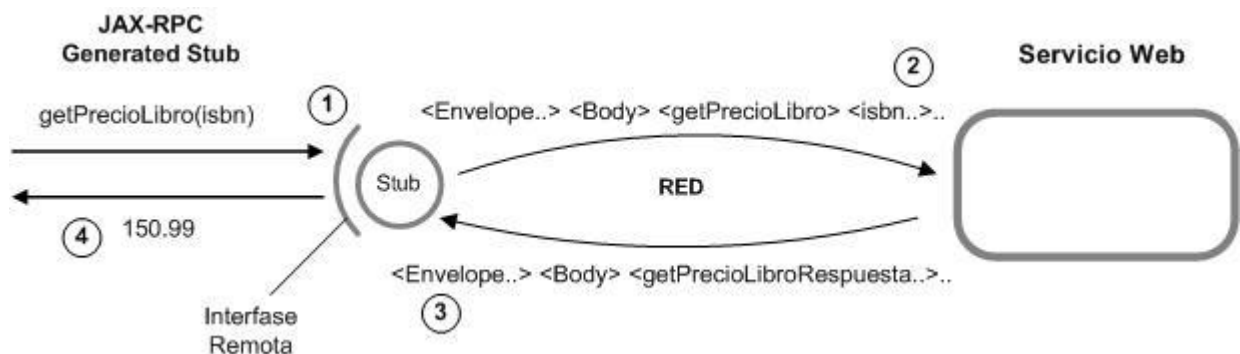 JAX-RPC
Generated Stub
getPrecioLibro(isbn)
1
2
Servicio Web
<Envelope..> <Body> <getPrecioLibro> <isbn..>..
Stub
RED
4
150.99
<Envelope..> <Body> <getPrecioLibroRespuesta..>..
3
Interfase
Remota